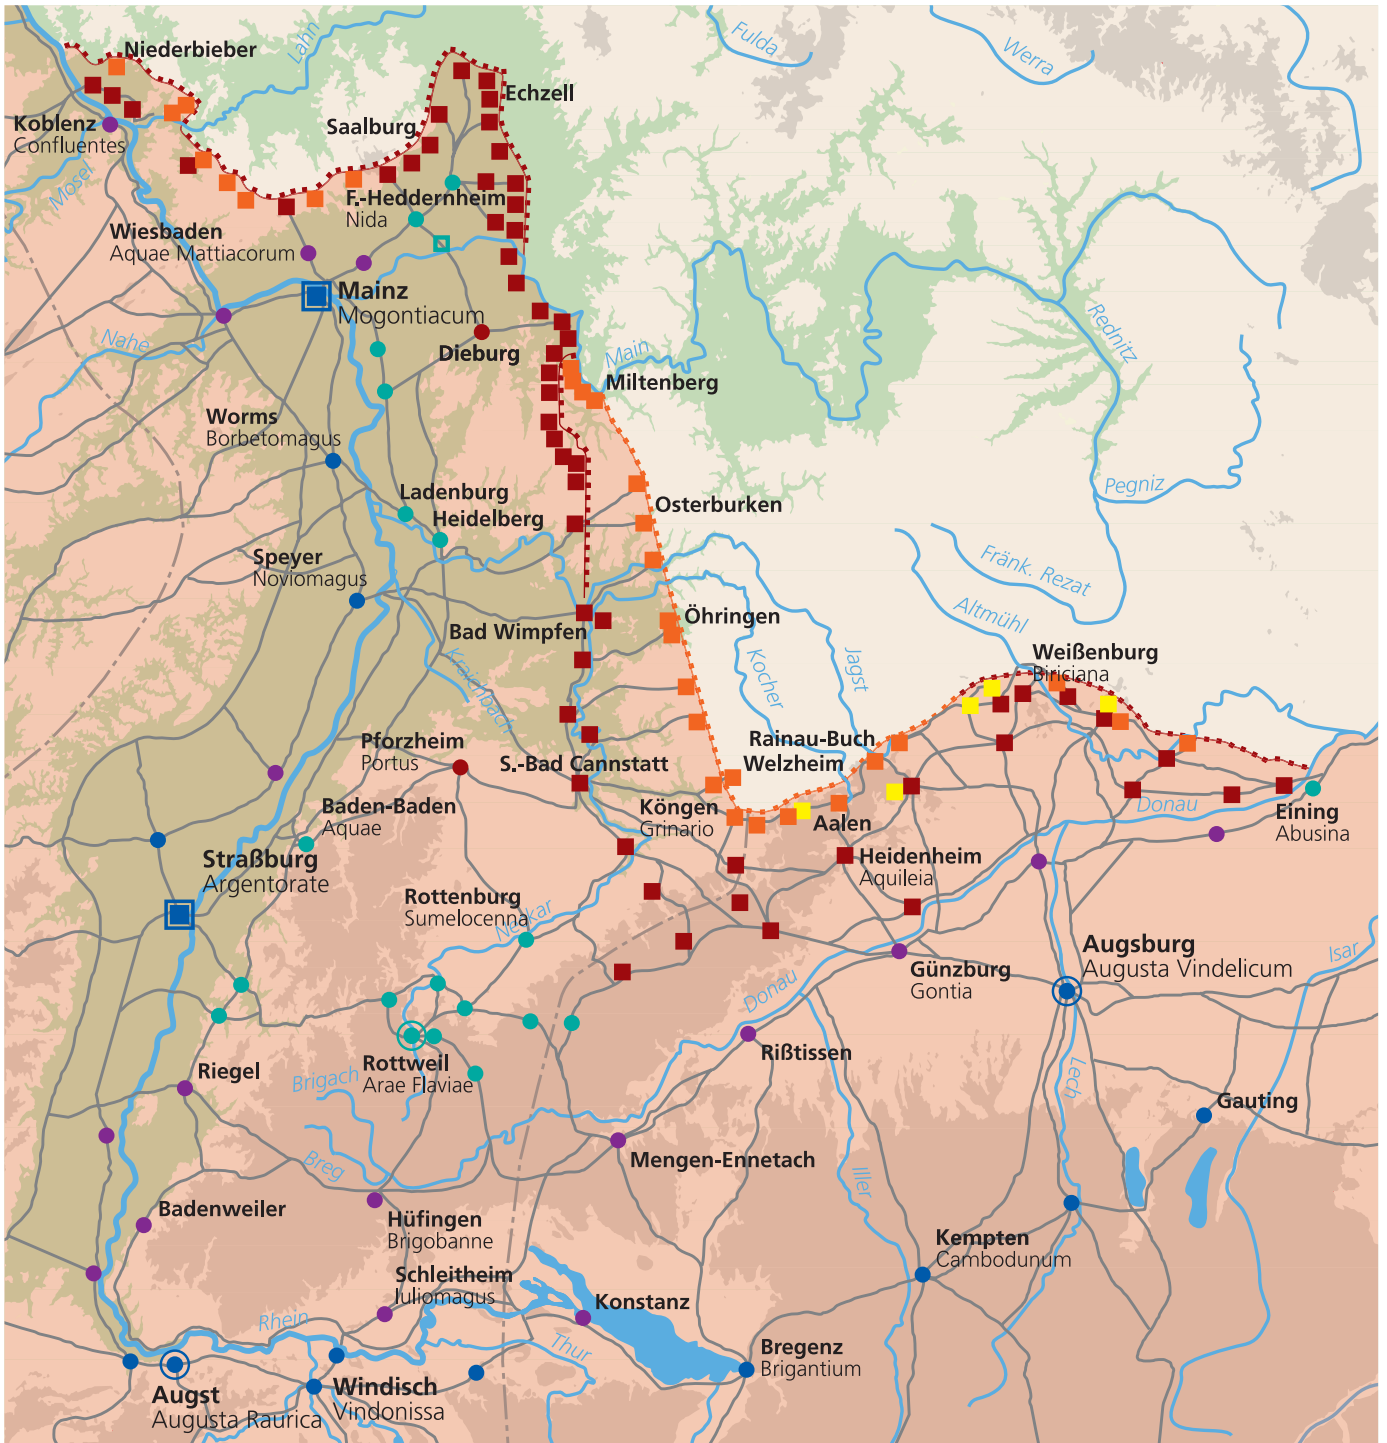 Fulda
Werra
Lahn
Niederbieber
Echzell
Koblenz
Confluentes
Saalburg
Mosel
F.-Heddernheim
Nida
Wiesbaden
Aquae Mattiacorum
Mainz
Mogontiacum
Rednitz
Nahe
Dieburg
Main
Miltenberg
Worms
Borbetomagus
Pegniz
Ladenburg
Heidelberg
Osterburken
Speyer
Noviomagus
Fränk. Rezat
Altmühl
Bad Wimpfen
Öhringen
Kraichbach
Kocher
Jagst
Weißenburg
Biriciana
Pforzheim
Portus
S.-Bad Cannstatt
Rainau-Buch
Welzheim
Baden-Baden
Aquae
Köngen
Grinario
Aalen
Donau
Eining
Abusina
Straßburg
Argentorate
Heidenheim
Aquileia
Rottenburg
Sumelocenna
Neckar
Augsburg
Augusta Vindelicum
Isar
Günzburg
Gontia
Donau
Rottweil
Arae Flaviae
Rißtissen
Riegel
Brigach
Lech
Gauting
Breg
Mengen-Ennetach
Iller
Badenweiler
Hüfingen
Brigobanne
Kempten
Cambodunum
Schleitheim
Iuliomagus
Konstanz
Rhein
Thur
Bregenz
Brigantium
Augst
Augusta Raurica
Windisch
Vindonissa